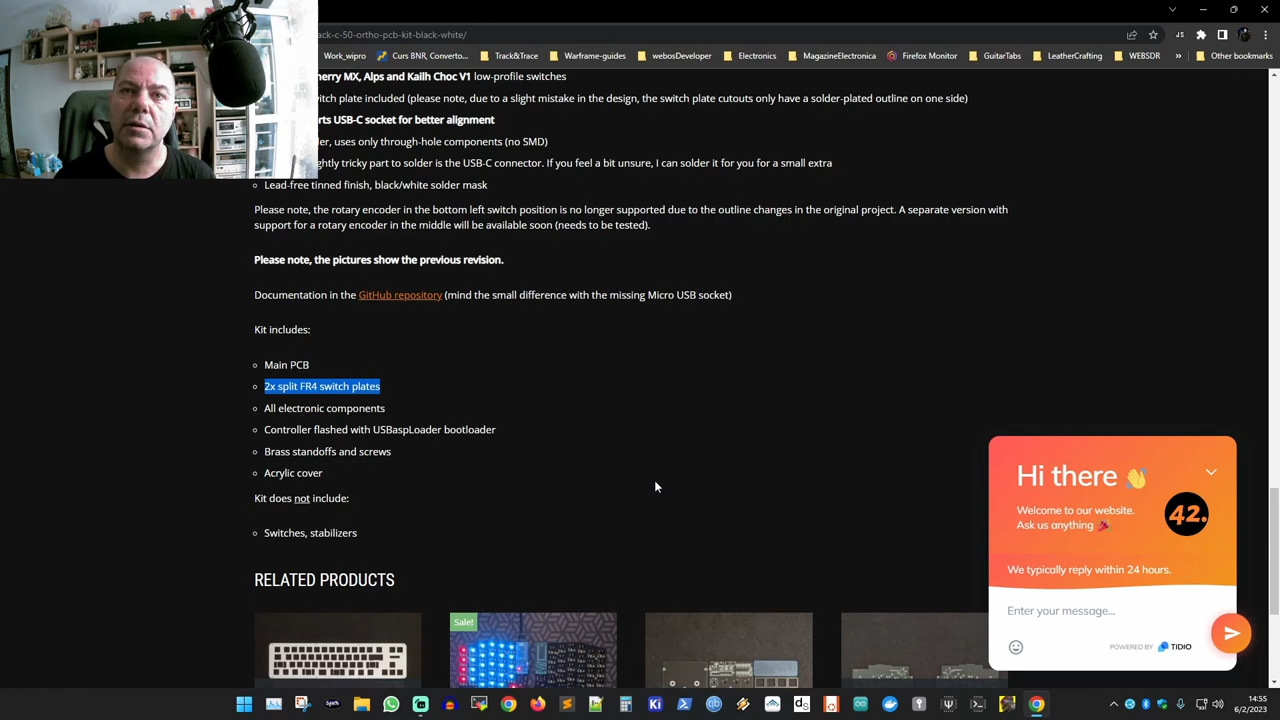 ack-c-50-ortho-pcb-kit-black-white/
Work_wipro
Curs BNR, Converto...
Track&Trace
Warframe-guides
webosDeveloper
Electronics
Magazine electronica
Fronix Monitor
GuitarTabs
LeatherCrafting
WEBSDR
Other bookmarks
herry MX, Alps and Kailh Choc V1 low-profile switches
itch plate included (please note, due to a slight mistake in the design, the switch plates
only have
on one side)
rts USB-C socket for better alignment
er, uses only through-hole components (no SMD)
ightly tricky part to solder is the USB-C connector. If you feel a bit unsure, I can solder it for you for a small extra
Lead-free tinned finish, black/white solder mask
Please note, the rotary encoder in the bottom left switch position is no longer supported due to the outline changes in the original project. A separate version with
support for a rotary encoder in the middle will be available soon (needs to be tested).
Please note, the pictures show the previous revision.
Documentation in the GitHub repository (mind the small difference with the missing Micro USB socket)
Kit includes:
Main PCB
2x split FR4 switch plates
All electronic components
Controller flashed with USBaspLoader bootloader
Brass standoffs and screws
Acrylic cover
Kit does not include:
Switches, stabilizers
RELATED PRODUCTS
Sale!
Hi there 👋
Welcome to our website.
Ask us anything 🎉
42.
We typically reply within 24 hours.
Enter your message...
POWERED BY TIDIO
14:55
6/2/2023